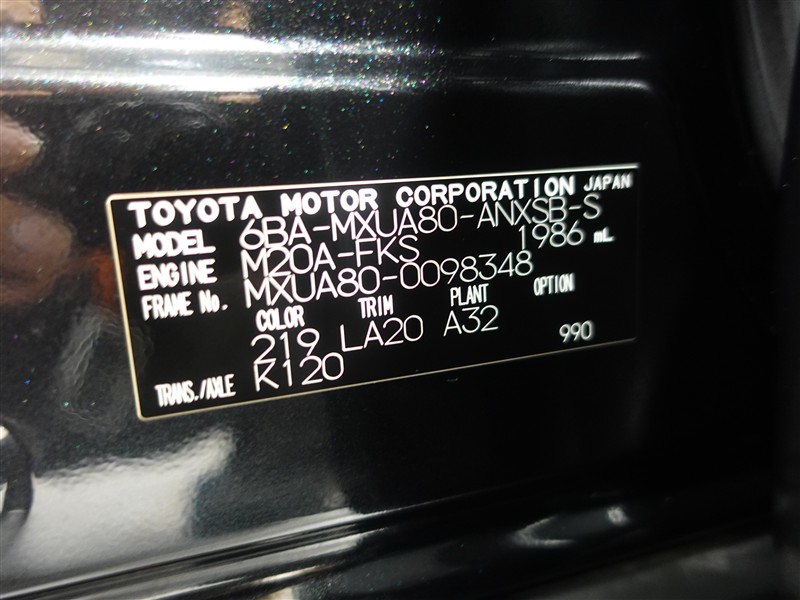 TOYOTA MOTOR CORPORATION JAPAN
MODEL 6BA-MXUA80-ANXSB-S
ENGINE M20A-FKS 1986 mL
FRAME No. MXUA80-0098348
COLOR TRIM PLANT OPTION
219 LA20 A32 990
TRANS./AXLE K120